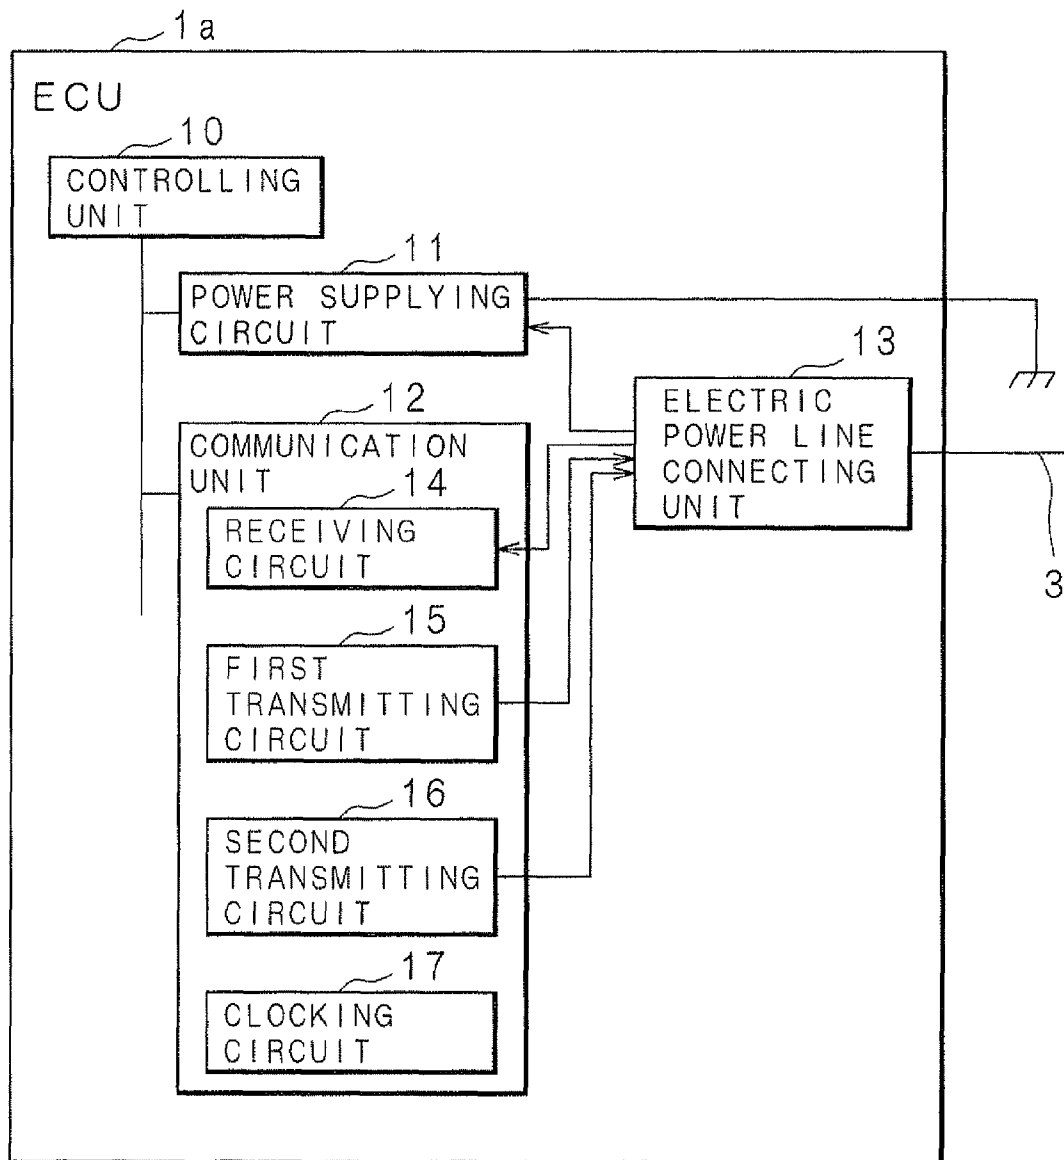 1a
ECU
10
CONTROLLING
UNIT
11
POWER SUPPLYING
CIRCUIT
13
ELECTRIC
POWER LINE
CONNECTING
UNIT
12
COMMUNICATION
UNIT
14
RECEIVING
CIRCUIT
3
15
FIRST
TRANSMITTING
CIRCUIT
16
SECOND
TRANSMITTING
CIRCUIT
17
CLOCKING
CIRCUIT